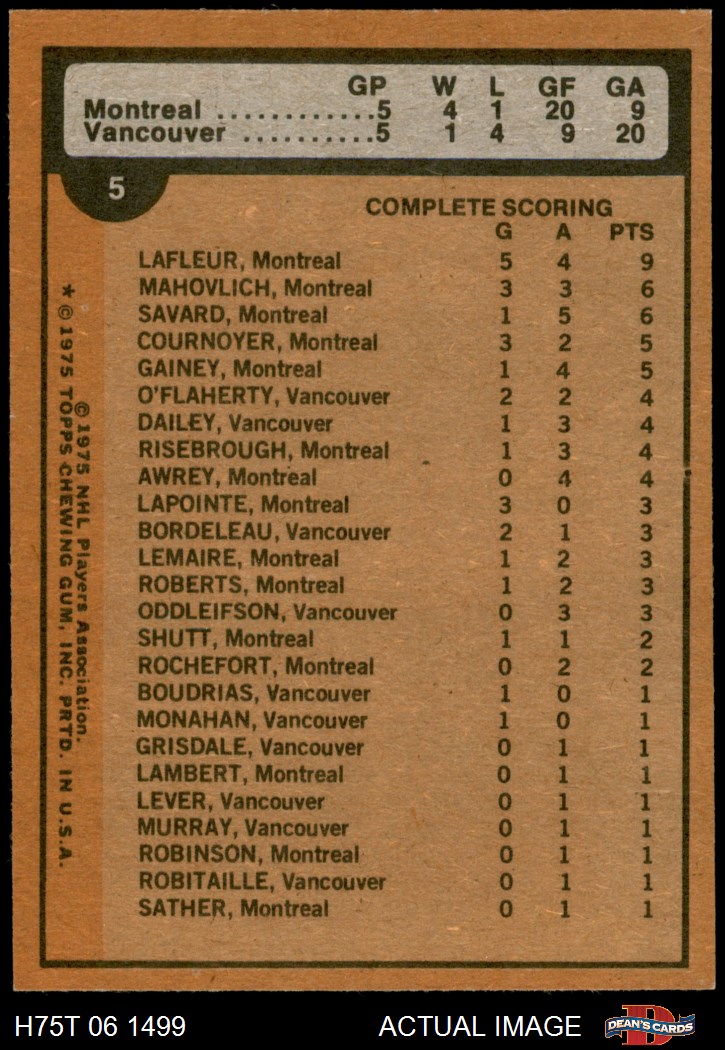 GP W L GF GA
Montreal ............5 4 1 20 9
Vancouver ..........5 1 4 9 20
5
COMPLETE SCORING
G A PTS
LAFLEUR, Montreal 5 4 9
MAHOVLICH, Montreal 3 3 6
SAVARD, Montreal 1 5 6
COURNOYER, Montreal 3 2 5
GAINEY, Montreal 1 4 5
O'FLAHERTY, Vancouver 2 2 4
DAILEY, Vancouver 1 3 4
RISEBROUGH, Montreal 1 3 4
AWREY, Montreal 0 4 4
LAPOINTE, Montreal 3 0 3
BORDELEAU, Vancouver 2 1 3
LEMAIRE, Montreal 1 2 3
ROBERTS, Montreal 1 2 3
ODDLEIFSON, Vancouver 0 3 3
SHUTT, Montreal 1 1 2
ROCHEFORT, Montreal 0 2 2
BOUDRIAS, Vancouver 1 0 1
MONAHAN, Vancouver 1 0 1
GRISDALE, Vancouver 0 1 1
LAMBERT, Montreal 0 1 1
LEVER, Vancouver 0 1 1
MURRAY, Vancouver 0 1 1
ROBINSON, Montreal 0 1 1
ROBITAILLE, Vancouver 0 1 1
SATHER, Montreal 0 1 1
© 1975 NHL Players Association.
* © 1975 TOPPS CHEWING GUM, INC. PRTD. IN U.S.A.
H75T 06 1499 ACTUAL IMAGE
D
DEAN'S CARDS